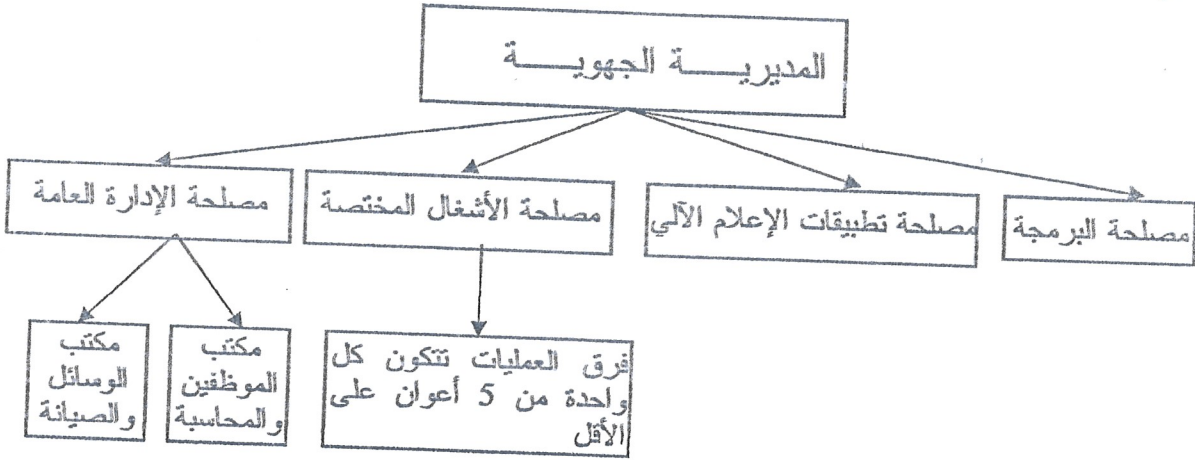 المديريـــــة الجهويـــــة
مصلحة البرمجة
مصلحة تطبيقات الإعلام الآلي
مصلحة الأشغال المختصة
مصلحة الإدارة العامة
فرق العمليات تتكون كل
واحدة من 5 أعوان على
الأقل
مكتب
الموظفين
والمحاسبة
مكتب
الوسائل
والصيانة